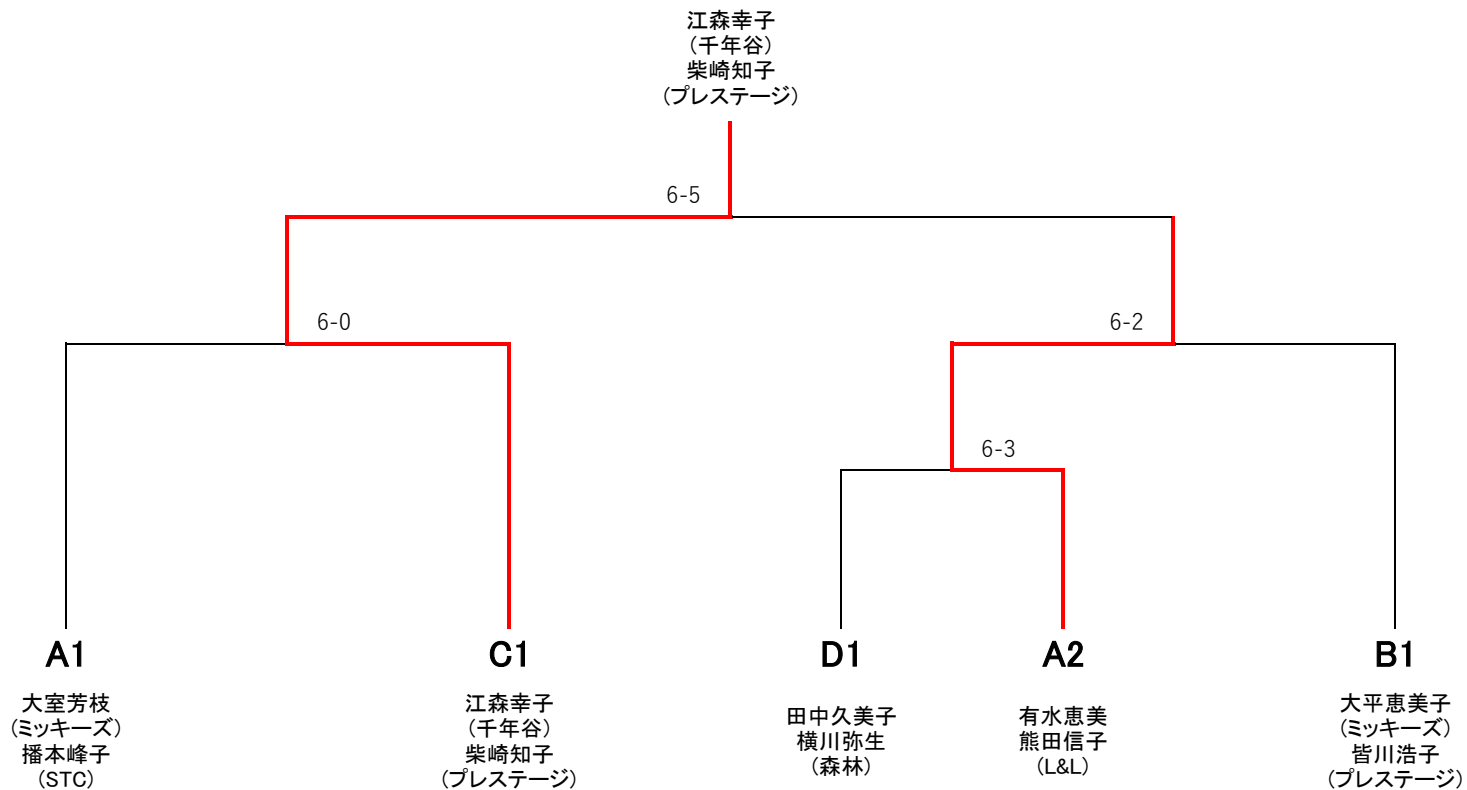 江森幸子
(千年谷)
柴崎知子
(プレステージ)
6-5
6-0
6-2
6-3
A1
C1
D1
A2
B1
大室芳枝
(ミッキーズ)
播本峰子
(STC)
江森幸子
(千年谷)
柴崎知子
(プレステージ)
田中久美子
横川弥生
(森林)
有水恵美
熊田信子
(L&L)
大平恵美子
(ミッキーズ)
皆川浩子
(プレステージ)